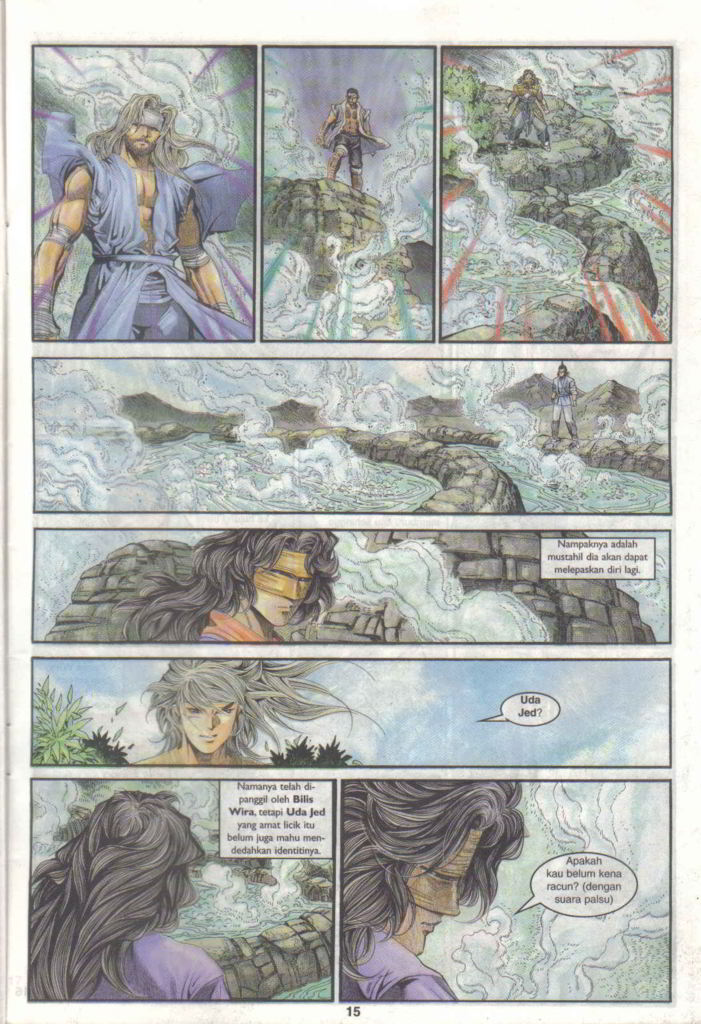 Nampaknya adalah
mustahil dia akan dapat
melepaskan diri lagi.
Uda
Jed?
Namanya telah di-
panggil oleh Bilis
Wira, tetapi Uda Jed
yang amat licik itu
belum juga mahu men-
dedahkan identitinya.
Apakah
kau belum kena
racun? (dengan
suara palsu)
15